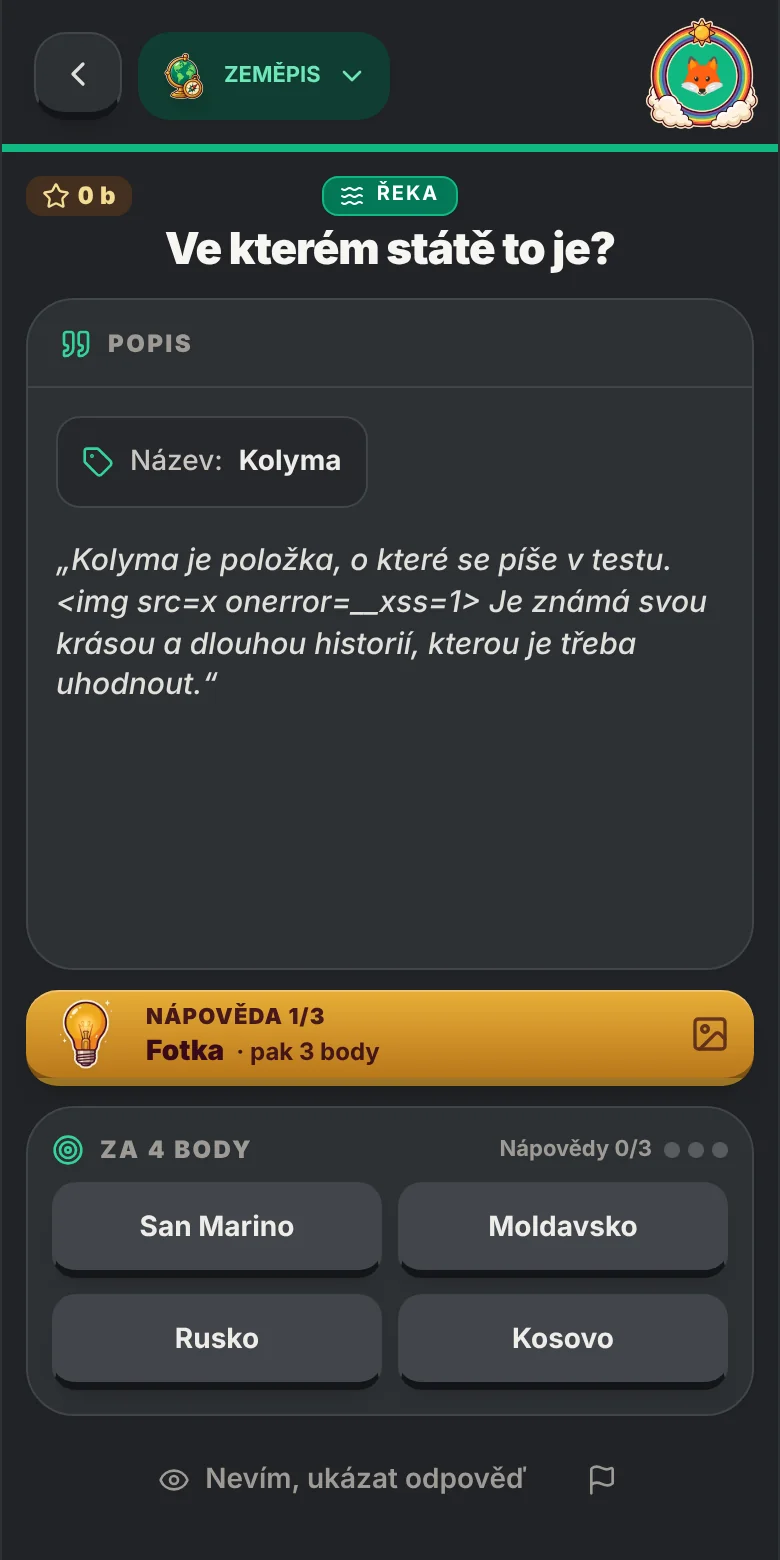 ZEMĚPIS
0 b
ŘEKA
Ve kterém státě to je?
POPIS
Název: Kolyma
„Kolyma je položka, o které se píše v testu.
<img src=x onerror=__xss=1> Je známá svou
krásou a dlouhou historií, kterou je třeba
uhodnout.“
NÁPOVĚDA 1/3
Fotka · pak 3 body
ZA 4 BODY
Nápovědy 0/3
San Marino
Moldavsko
Rusko
Kosovo
Nevím, ukázat odpověď